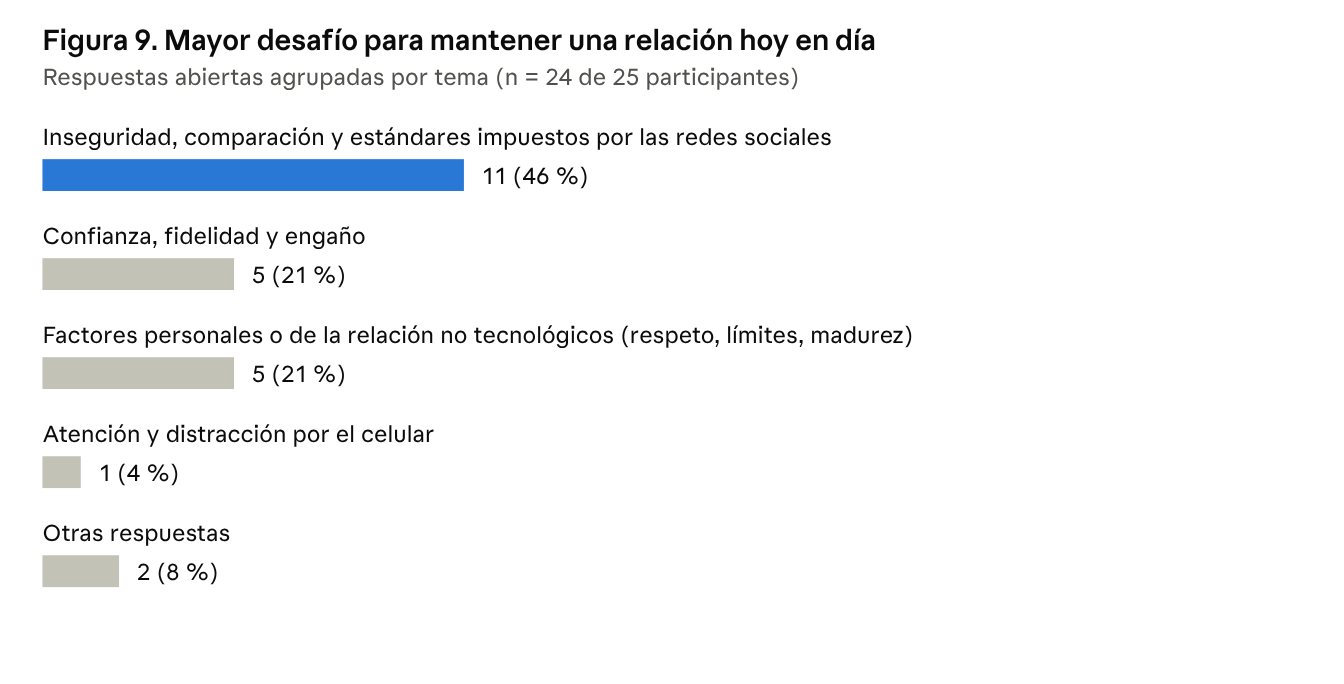 Figura 9. Mayor desafío para mantener una relación hoy en día
Respuestas abiertas agrupadas por tema (n = 24 de 25 participantes)
Inseguridad, comparación y estándares impuestos por las redes sociales
11 (46 %)
Confianza, fidelidad y engaño
5 (21 %)
Factores personales o de la relación no tecnológicos (respeto, límites, madurez)
5 (21 %)
Atención y distracción por el celular
1 (4 %)
Otras respuestas
2 (8 %)